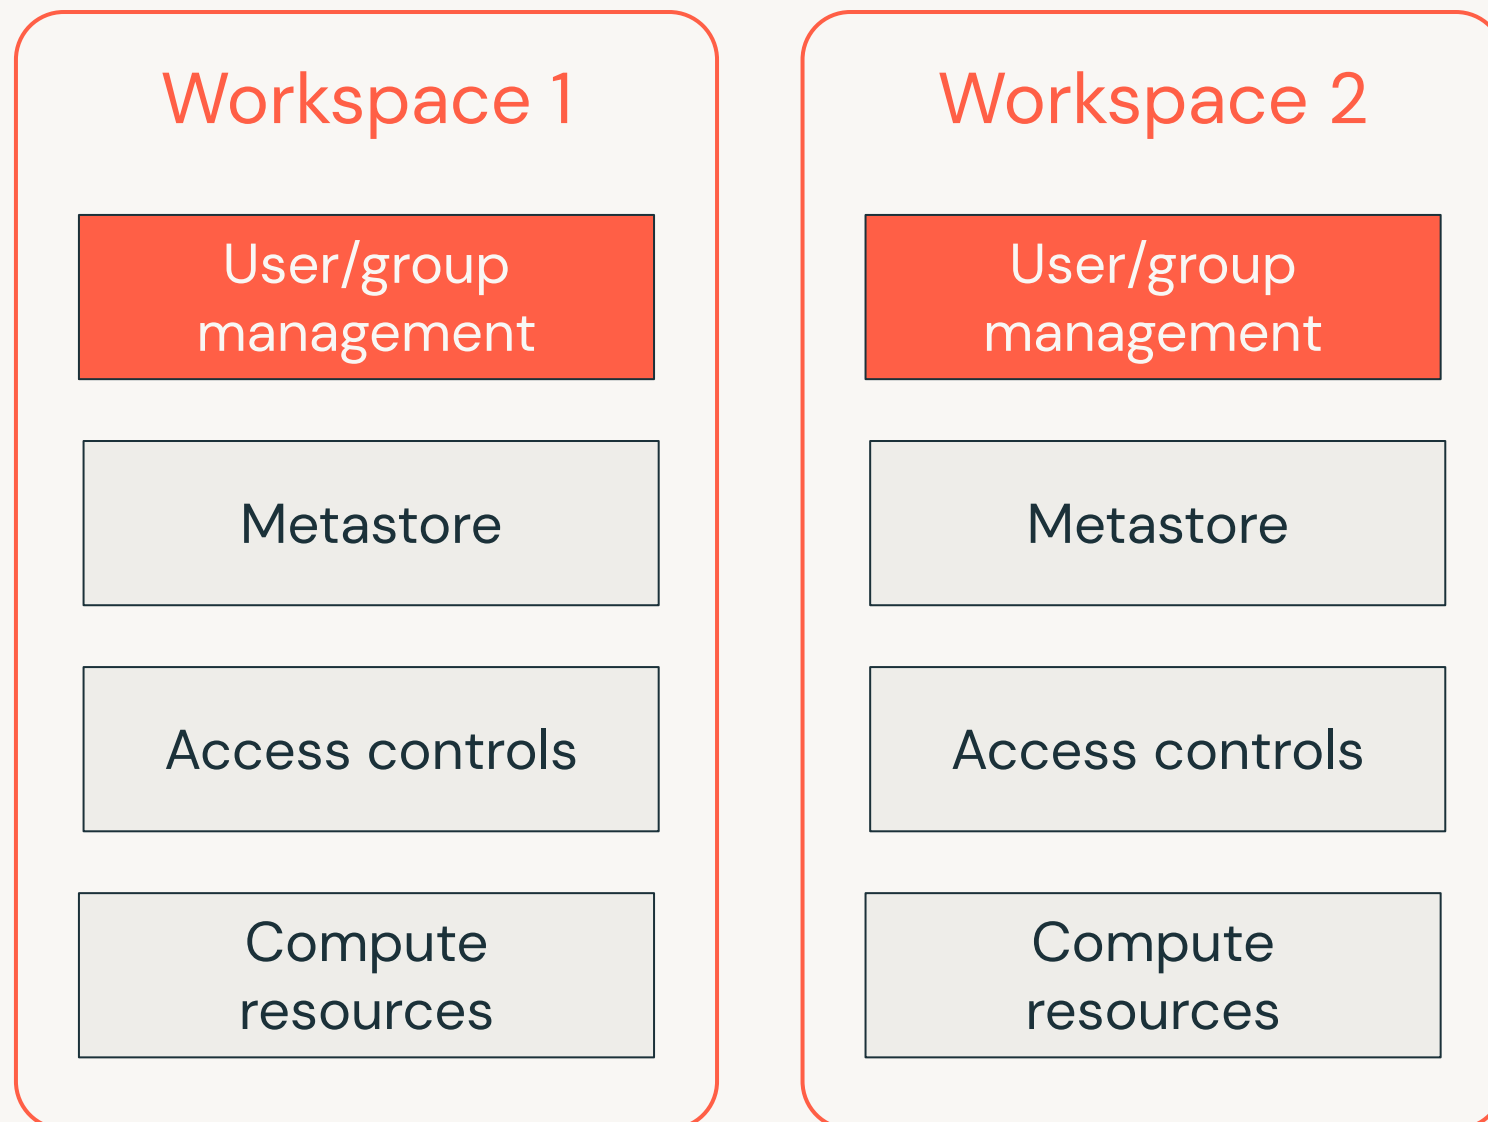 Workspace 1
User/group
management
Metastore
Access controls
Compute
resources
Workspace 2
User/group
management
Metastore
Access controls
Compute
resources